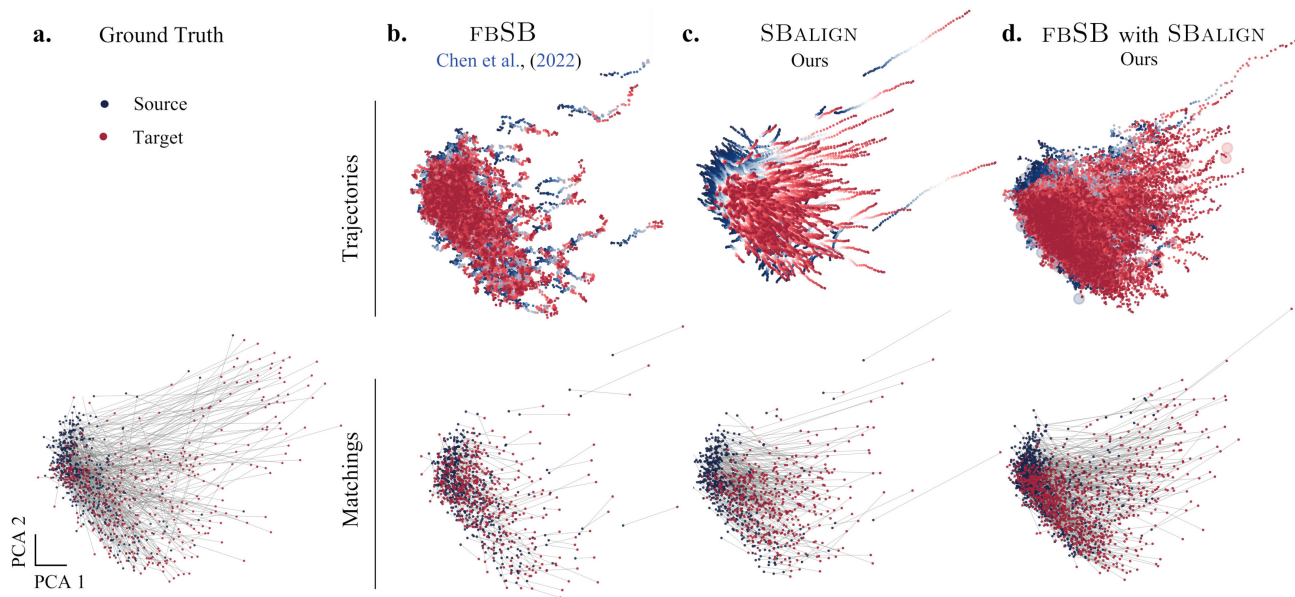 a. Ground Truth
Source
Target
b. FBSB
Chen et al., (2022)
c. SBALIGN
Ours
d. FBSB with SBALIGN
Ours
Trajectories
Matchings
PCA 2
PCA 1